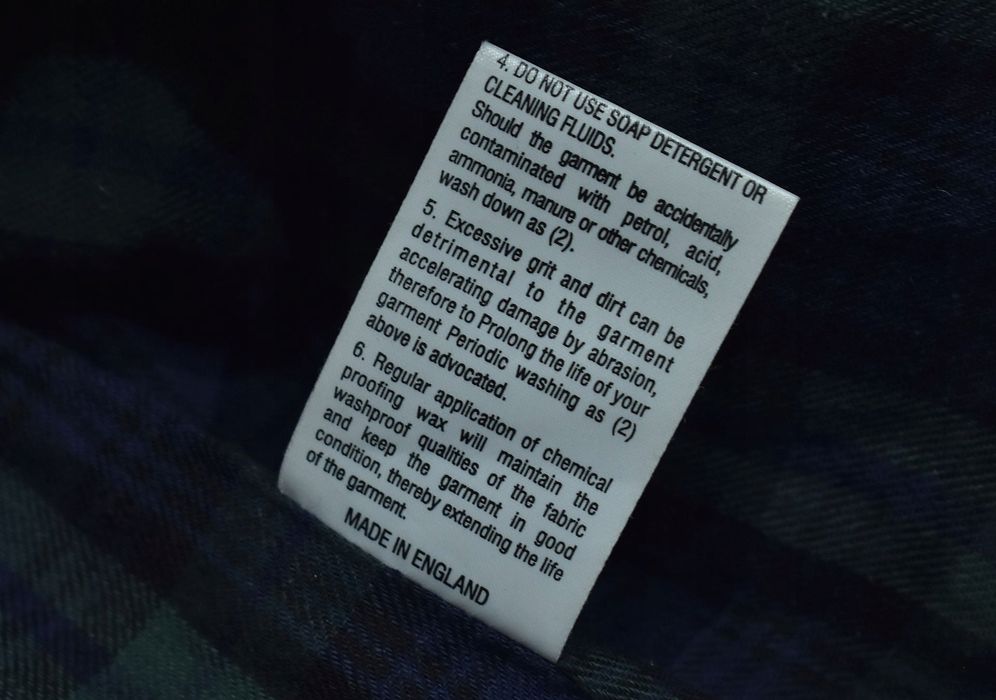 4. DO NOT USE SOAP DETERGENT OR
CLEANING FLUIDS.
Should the garment be accidentally
contaminated with petrol, acid,
ammonia, manure or other chemicals,
wash down as (2).
5. Excessive grit and dirt can be
detrimental to the garment
accelerating damage by abrasion,
therefore to Prolong the life of your
garment Periodic washing as (2)
above is advocated.
6. Regular application of chemical
proofing wax will maintain the
washproof qualities of the fabric
and keep the garment in good
condition, thereby extending the life
of the garment.
MADE IN ENGLAND